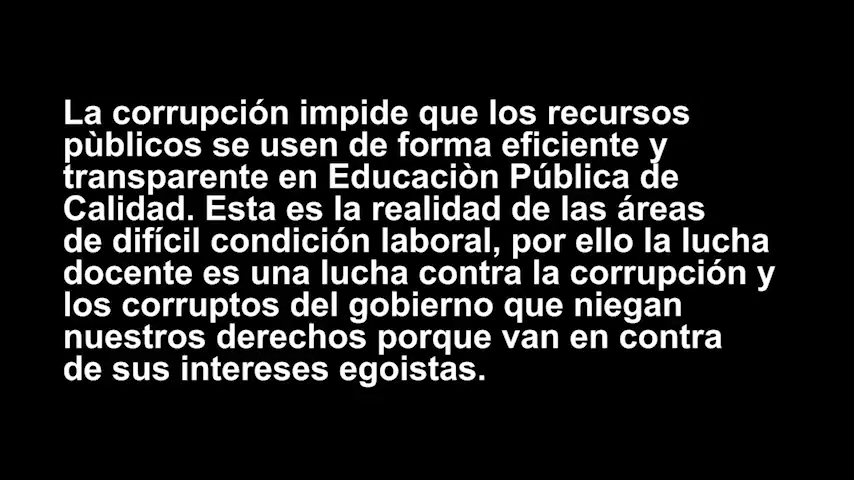 La corrupción impide que los recursos
pùblicos se usen de forma eficiente y
transparente en Educaciòn Pública de
Calidad. Esta es la realidad de las áreas
de difícil condición laboral, por ello la lucha
docente es una lucha contra la corrupción y
los corruptos del gobierno que niegan
nuestros derechos porque van en contra
de sus intereses egoistas.